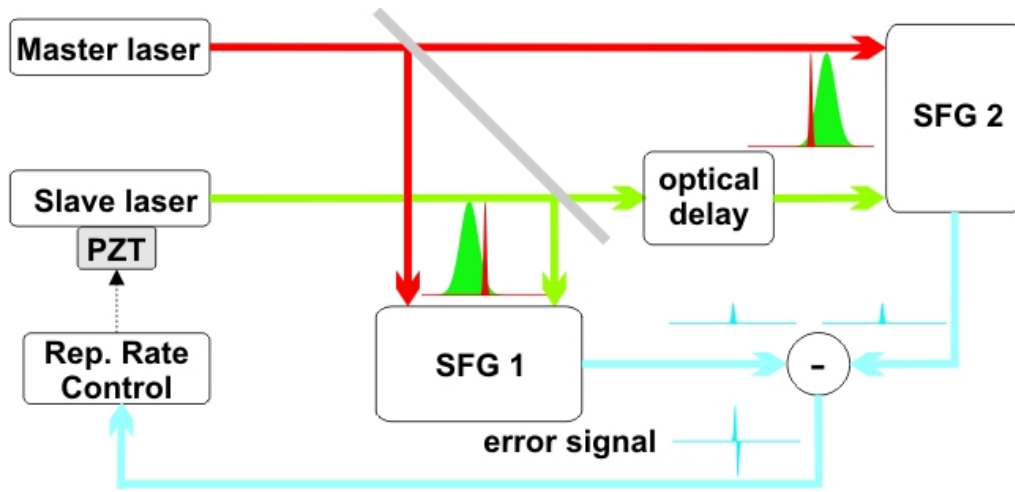 Master laser
SFG 2
Slave laser
optical
delay
PZT
Rep. Rate
Control
SFG 1
-
error signal